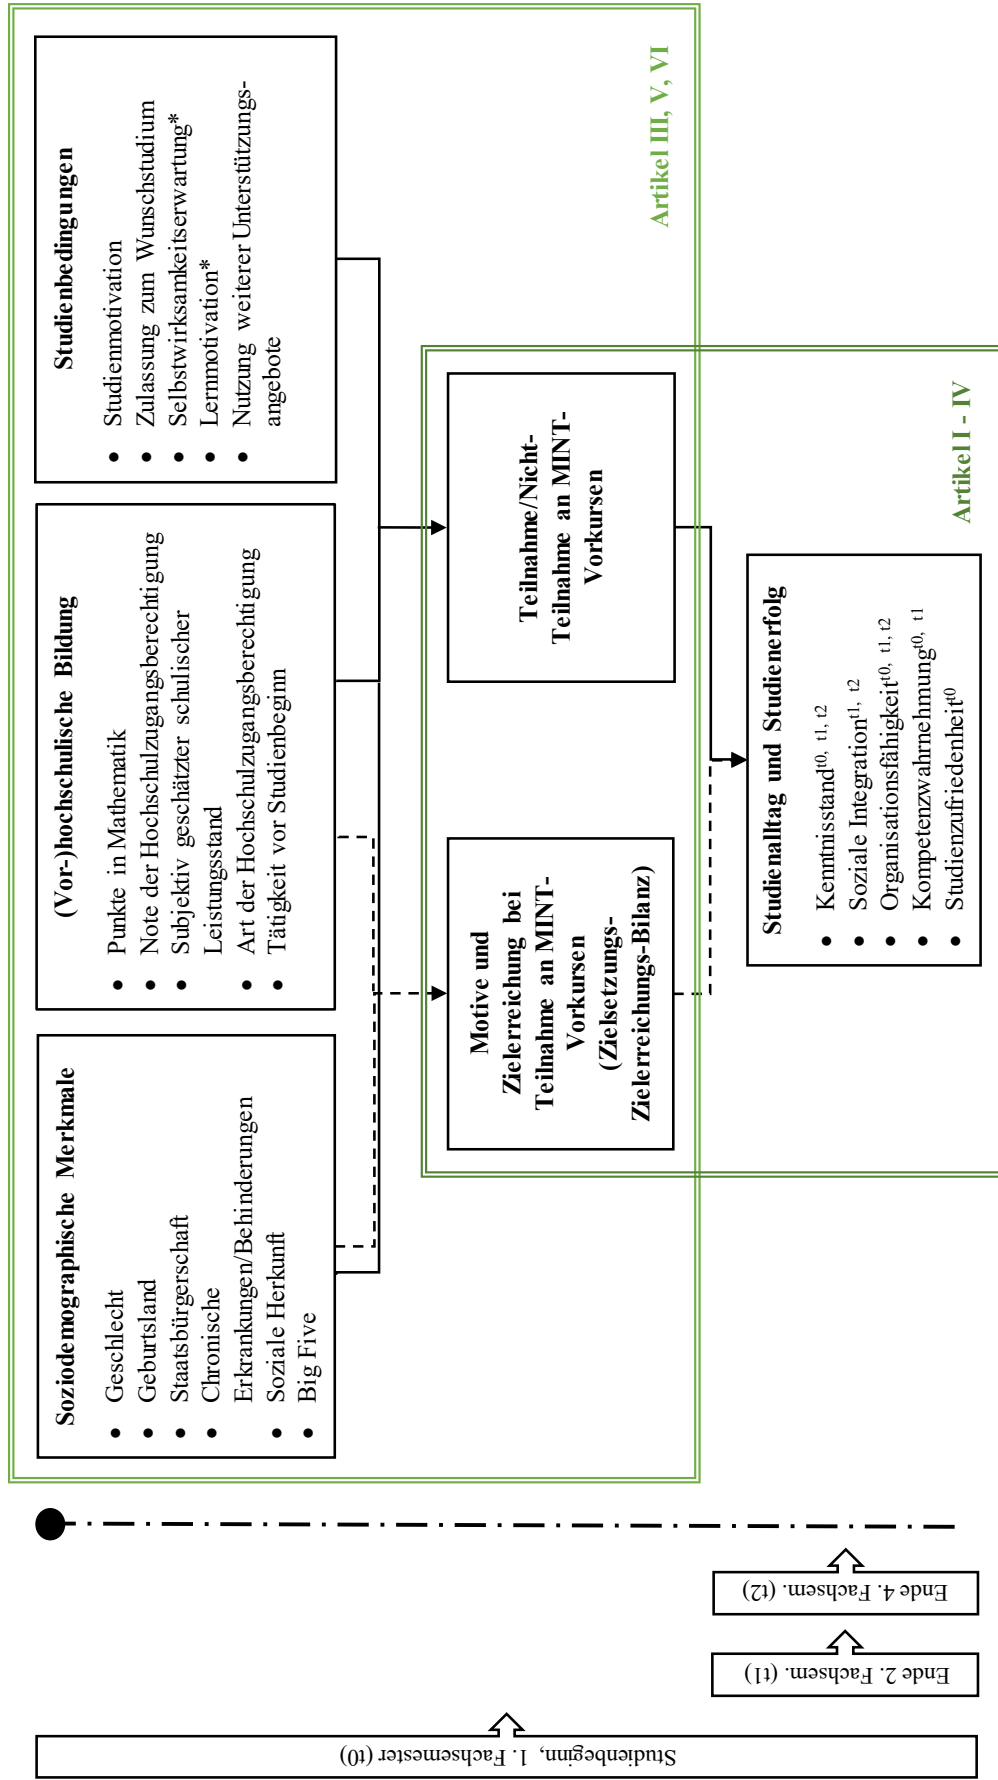 Studienbeginn, 1. Fachsemester (t0)
Ende 2. Fachsem. (t1)
Ende 4. Fachsem. (t2)
Soziodemographische Merkmale
• Geschlecht
• Geburtsland
• Staatsbürgerschaft
• Chronische
Erkrankungen/Behinderungen
• Soziale Herkunft
• Big Five
(Vor-)hochschulische Bildung
• Punkte in Mathematik
• Note der Hochschulzugangsberechtigung
• Subjektiv geschätzter schulischer
Leistungsstand
• Art der Hochschulzugangsberechtigung
• Tätigkeit vor Studienbeginn
Studienbedingungen
• Studienmotivation
• Zulassung zum Wunschstudium
• Selbstwirksamkeitserwartung*
• Lernmotivation*
• Nutzung weiterer Unterstützungs-
angebote
Artikel III, V, VI
Motive und
Zielerreichung bei
Teilnahme an MINT-
Vorkursen
(Zielsetzungs-
Zielerreichungs-Bilanz)
Teilnahme/Nicht-
Teilnahme an MINT-
Vorkursen
Studienalltag und Studienerfolg
• Kenntnisstand^t0, t1, t2
• Soziale Integration^t1, t2
• Organisationsfähigkeit^t0, t1, t2
• Kompetenzwahrnehmung^t0, t1
• Studienzufriedenheit^t0
Artikel I - IV